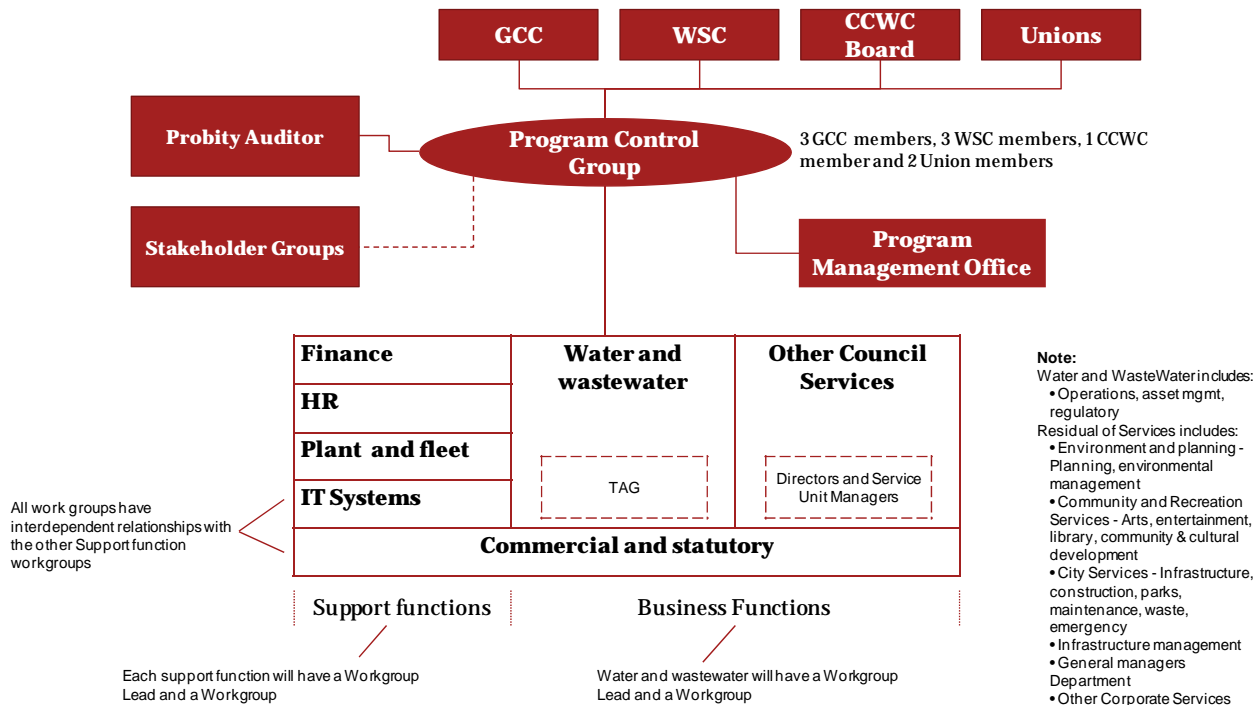 GCC
WSC
CCWC
Board
Unions
Probity Auditor
Program Control
Group
3 GCC members, 3 WSC members, 1 CCWC
member and 2 Union members
Stakeholder Groups
Program
Management Office
Finance
HR
Plant and fleet
IT Systems
Water and
wastewater
TAG
Other Council
Services
Directors and Service
Unit Managers
Commercial and statutory
All work groups have
interdependent relationships with
the other Support function
workgroups
Support functions
Business Functions
Each support function will have a Workgroup
Lead and a Workgroup
Water and wastewater will have a Workgroup
Lead and a Workgroup
Note:
Water and WasteWater includes:
• Operations, asset mgmt,
regulatory
Residual of Services includes:
• Environment and planning -
Planning, environmental
management
• Community and Recreation
Services - Arts, entertainment,
library, community & cultural
development
• City Services - Infrastructure,
construction, parks,
maintenance, waste,
emergency
• Infrastructure management
• General managers
Department
• Other Corporate Services